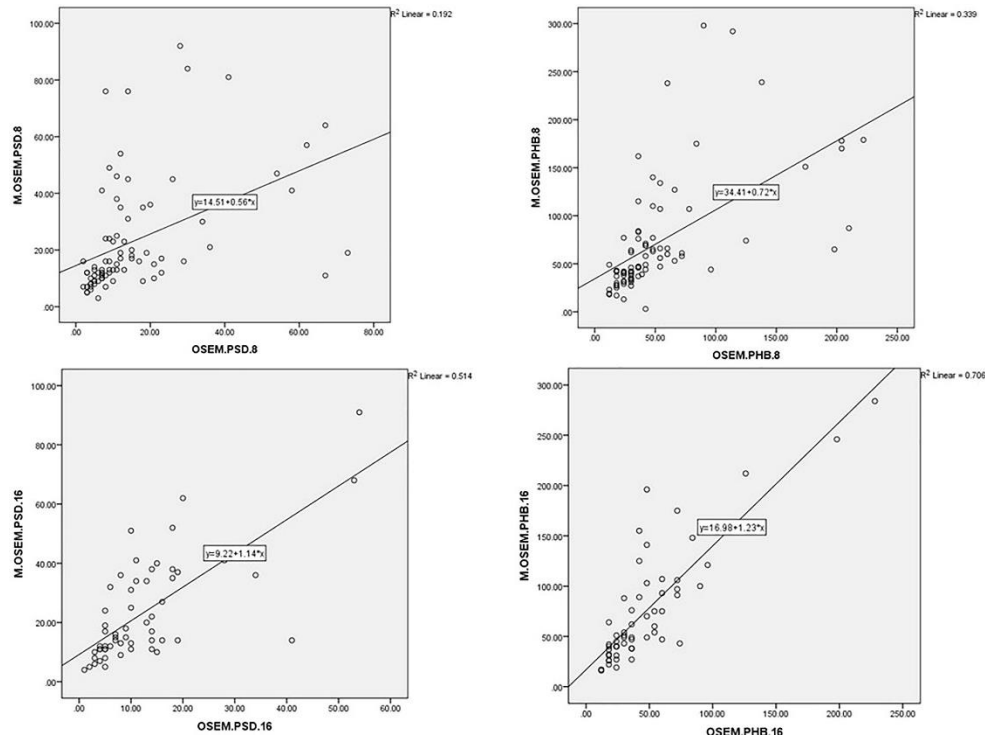 R² Linear = 0.192
100.00
80.00
60.00
40.00
20.00
.00
M.OSEM.PSD.8
y=14.51+0.56*x
.00 20.00 40.00 60.00 80.00
OSEM.PSD.8
R² Linear = 0.339
300.00
250.00
200.00
150.00
100.00
50.00
.00
M.OSEM.PHB.8
y=34.41+0.72*x
.00 50.00 100.00 150.00 200.00 250.00
OSEM.PHB.8
R² Linear = 0.514
100.00
80.00
60.00
40.00
20.00
.00
M.OSEM.PSD.16
y=9.22+1.14*x
.00 10.00 20.00 30.00 40.00 50.00 60.00
OSEM.PSD.16
R² Linear = 0.706
300.00
250.00
200.00
150.00
100.00
50.00
.00
M.OSEM.PHB.16
y=16.98+1.23*x
.00 50.00 100.00 150.00 200.00 250.00
OSEM.PHB.16